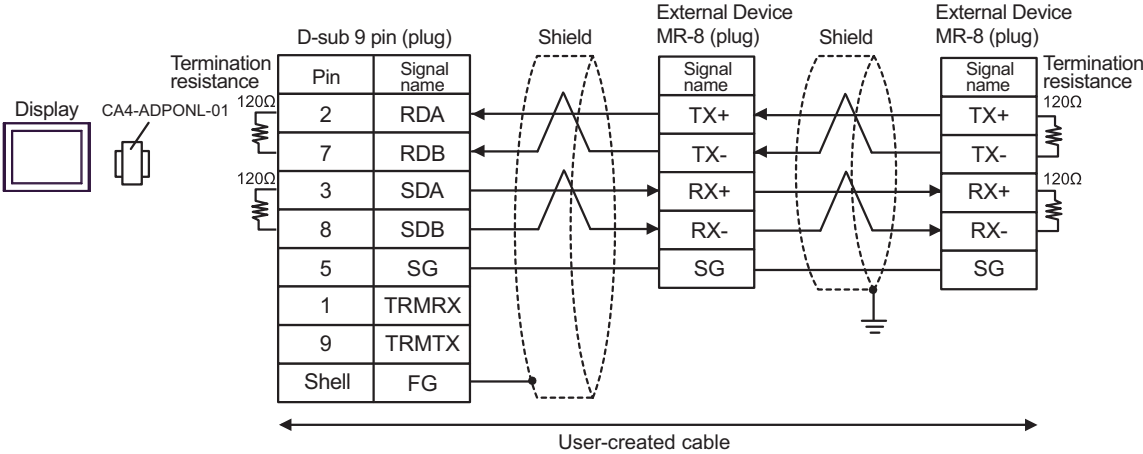 External Device
MR-8 (plug)
External Device
MR-8 (plug)
D-sub 9 pin (plug)
Shield
Shield
Termination
resistance
Termination
resistance
Display
CA4-ADPONL-01
120Ω
120Ω
Pin
Signal
name
2
RDA
7
RDB
3
SDA
8
SDB
5
SG
1
TRMRX
9
TRMTX
Shell
FG
Signal
name
TX+
TX-
RX+
RX-
SG
Signal
name
TX+
TX-
RX+
RX-
SG
120Ω
120Ω
User-created cable